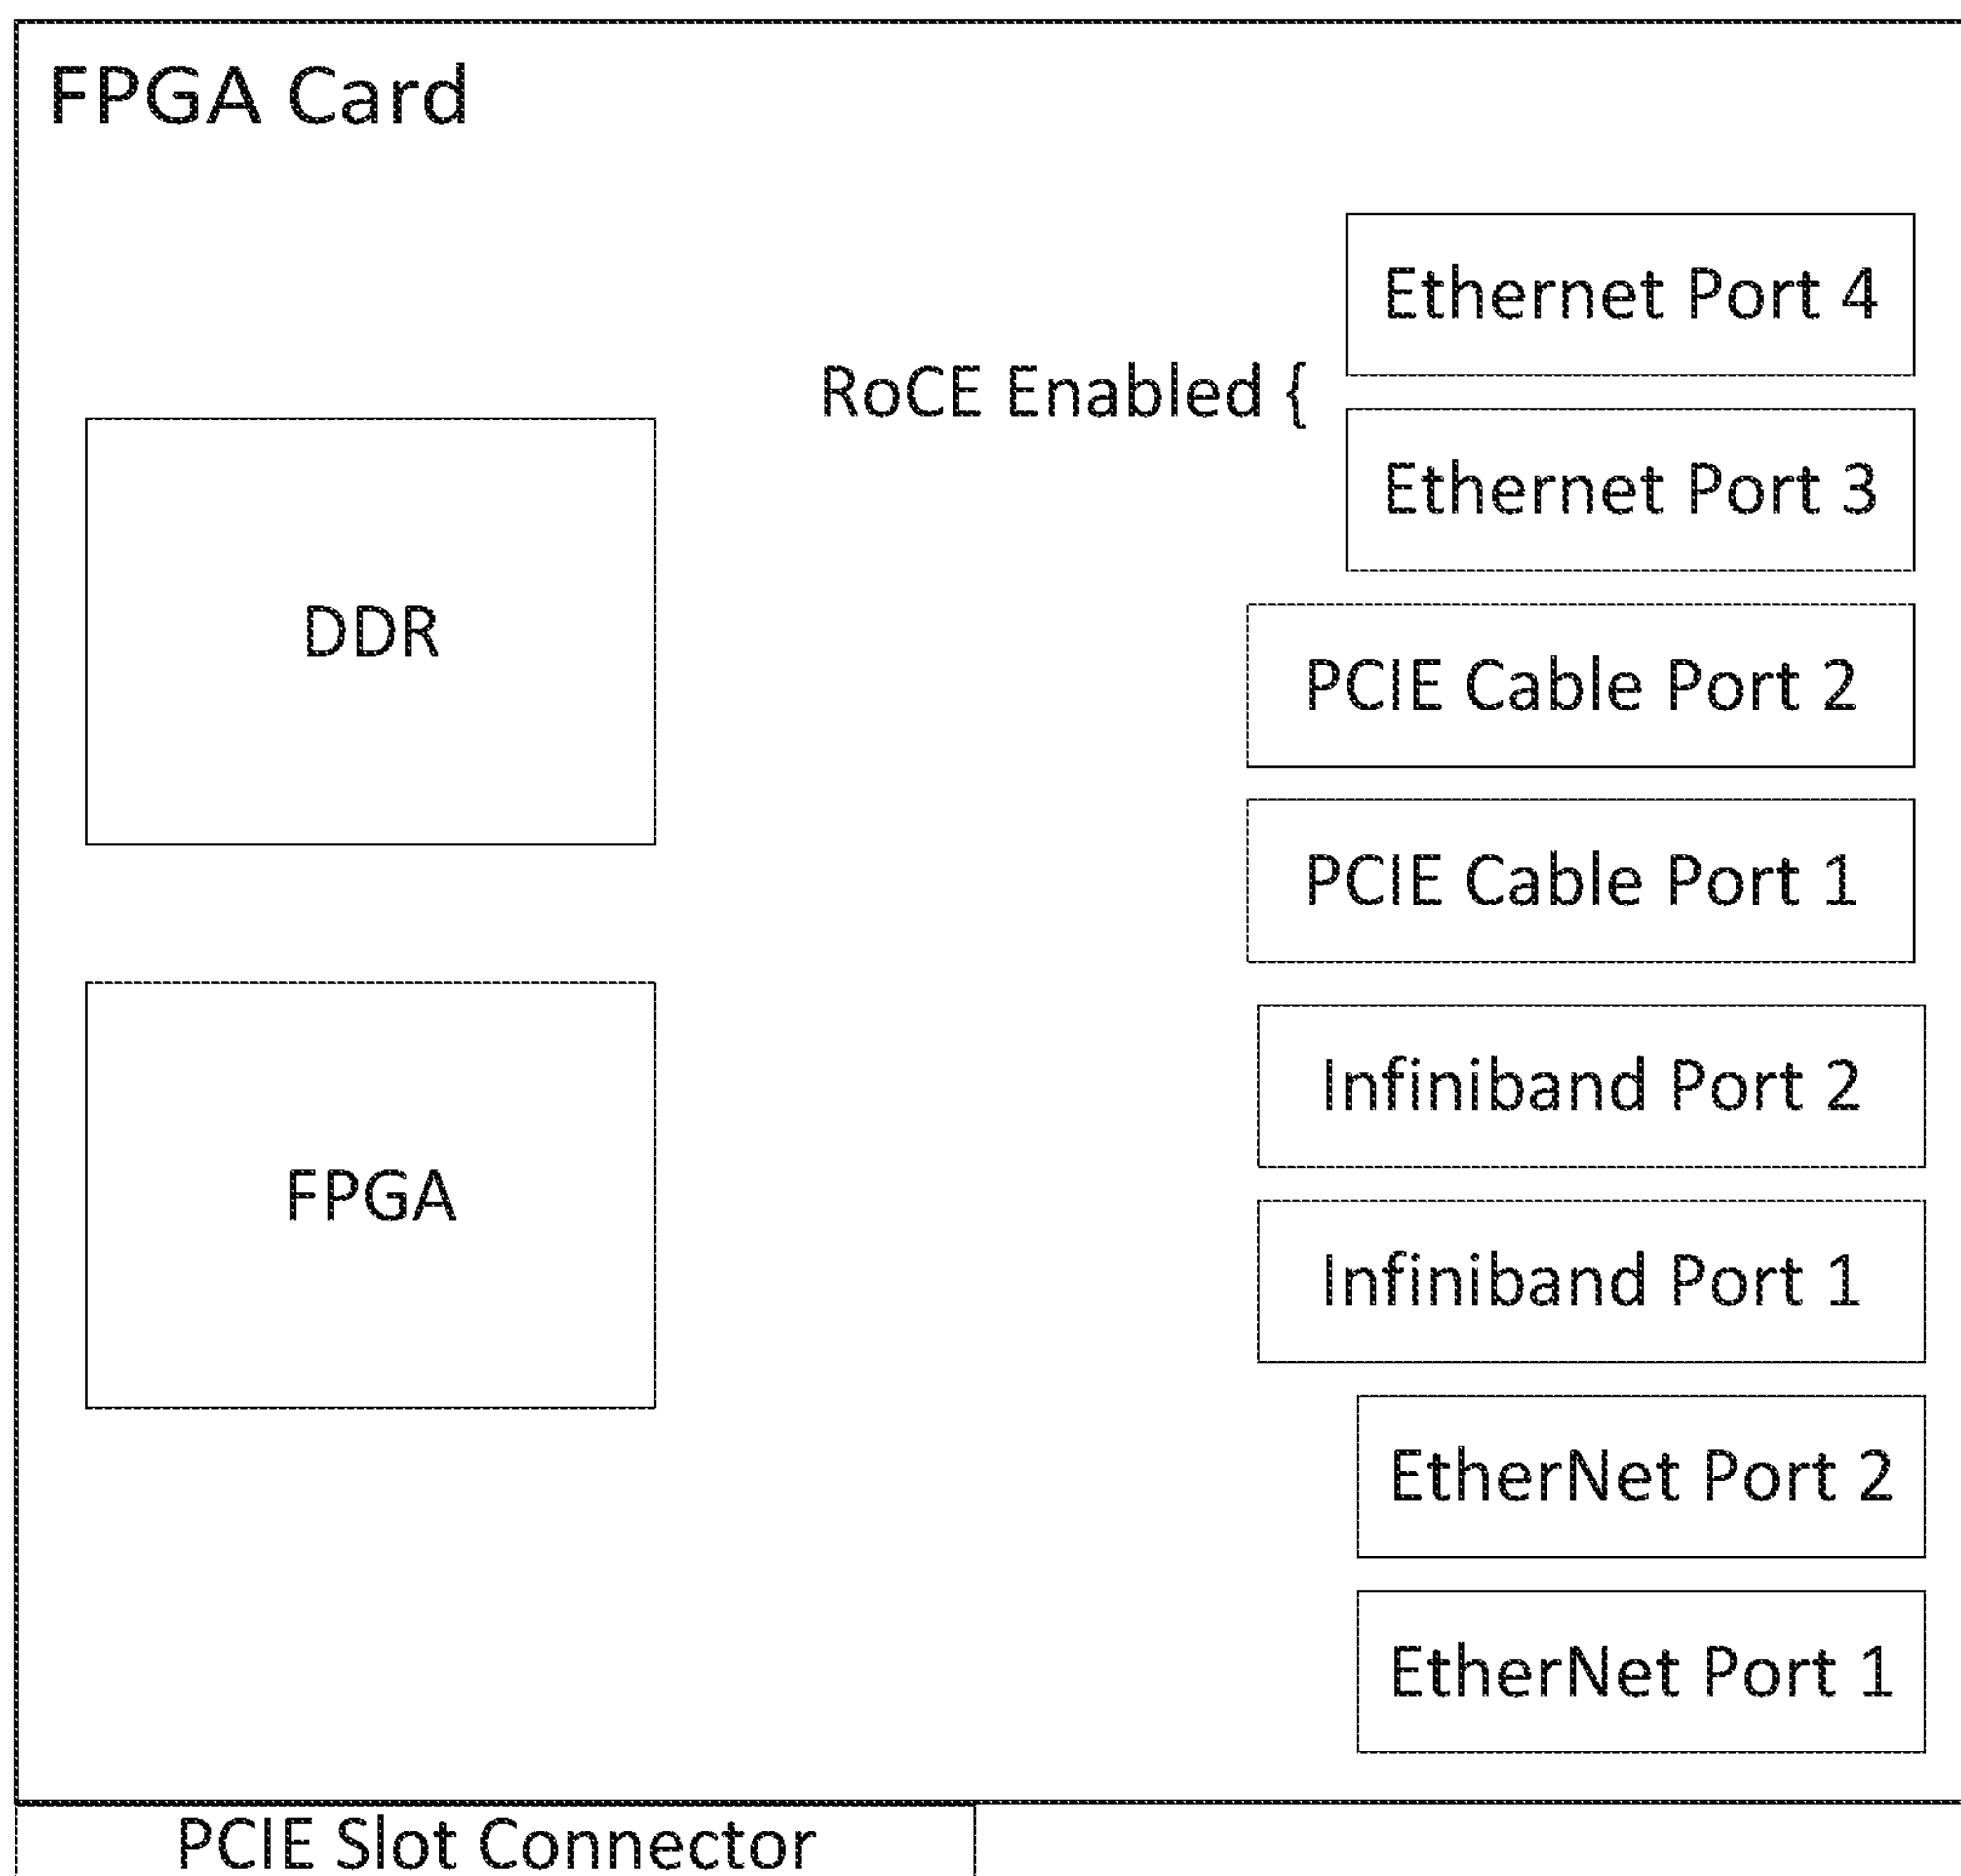 FPGA Card
Ethernet Port 4
RoCE Enabled {
Ethernet Port 3
DDR
PCIE Cable Port 2
PCIE Cable Port 1
Infiniband Port 2
FPGA
Infiniband Port 1
EtherNet Port 2
EtherNet Port 1
PCIE Slot Connector